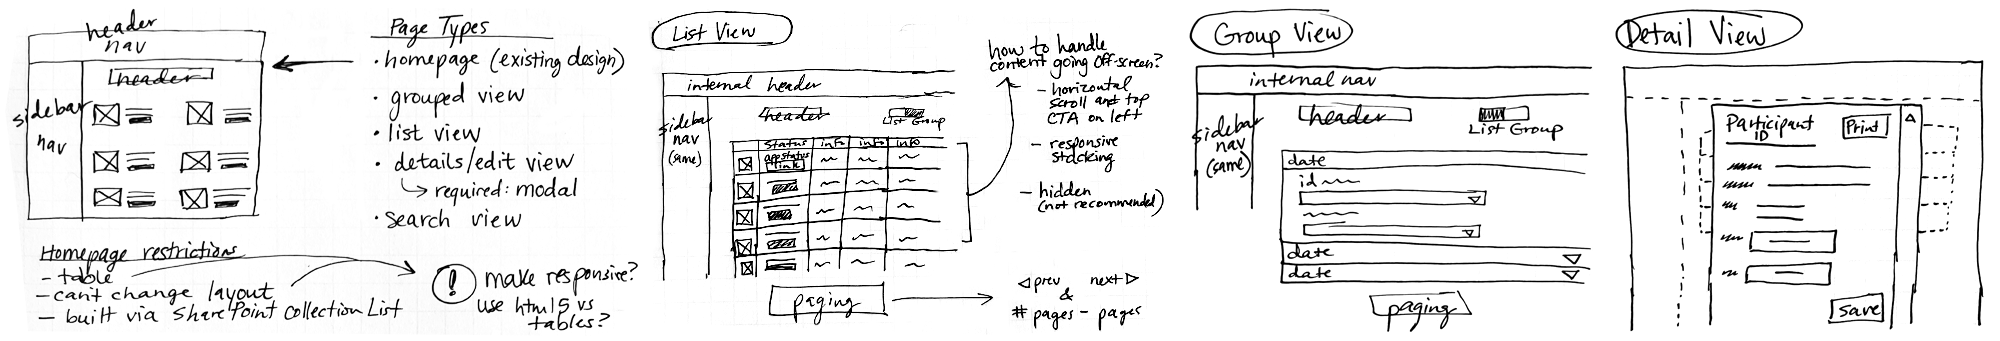 header
nav
header
sidebar
nav
Homepage restrictions
- table
- can't change layout
- built via SharePoint Collection List
Page Types
· homepage (existing design)
· grouped view
· list view
· details/edit view
↳ required: modal
· search view
! make responsive?
use html5 vs
tables?
List View
internal header
sidebar
nav
(same)
header
List Group
status info info info
app status
link
paging
how to handle
content going off-screen?
- horizontal
scroll and top
CTA on left
- responsive
stacking
- hidden
(not recommended)
◁ prev next ▷
&
# pages - pages
Group View
internal nav
sidebar
nav
(same)
header
List Group
date
id
date
date
paging
Detail View
Participant
ID
Print
Save